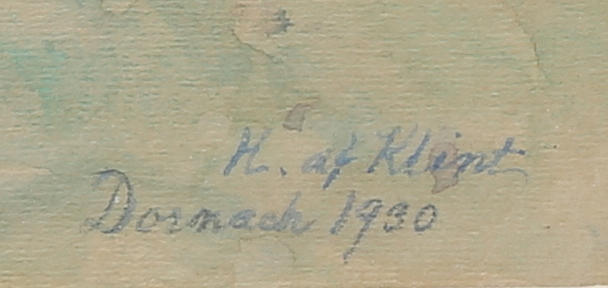 H. af Klint
Dornach 1930